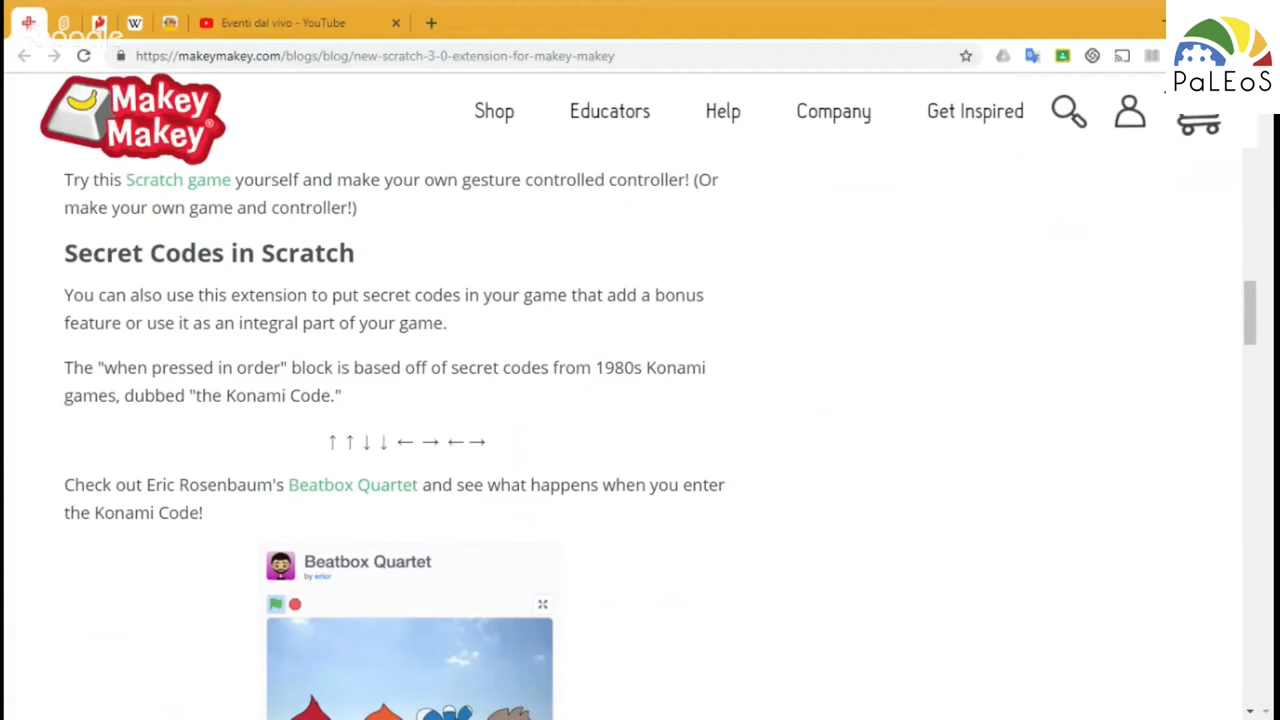 Eventi dal vivo - YouTube
Google
https://makeymakey.com/blogs/blog/new-scratch-3-0-extension-for-makey-makey
PaLEoS
Makey
Makey®
Shop
Educators
Help
Company
Get Inspired
Try this Scratch game yourself and make your own gesture controlled controller! (Or
make your own game and controller!)
Secret Codes in Scratch
You can also use this extension to put secret codes in your game that add a bonus
feature or use it as an integral part of your game.
The "when pressed in order" block is based off of secret codes from 1980s Konami
games, dubbed "the Konami Code."
↑ ↑ ↓ ↓ ← → ← →
Check out Eric Rosenbaum's Beatbox Quartet and see what happens when you enter
the Konami Code!
Beatbox Quartet
by ericr